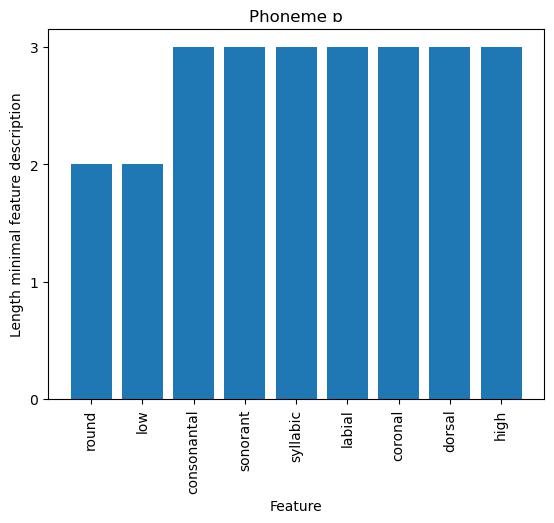 Phoneme
Length minimal feature description
3
2
1
0
round
low
consonantal
sonorant
syllabic
labial
coronal
dorsal
high
Feature